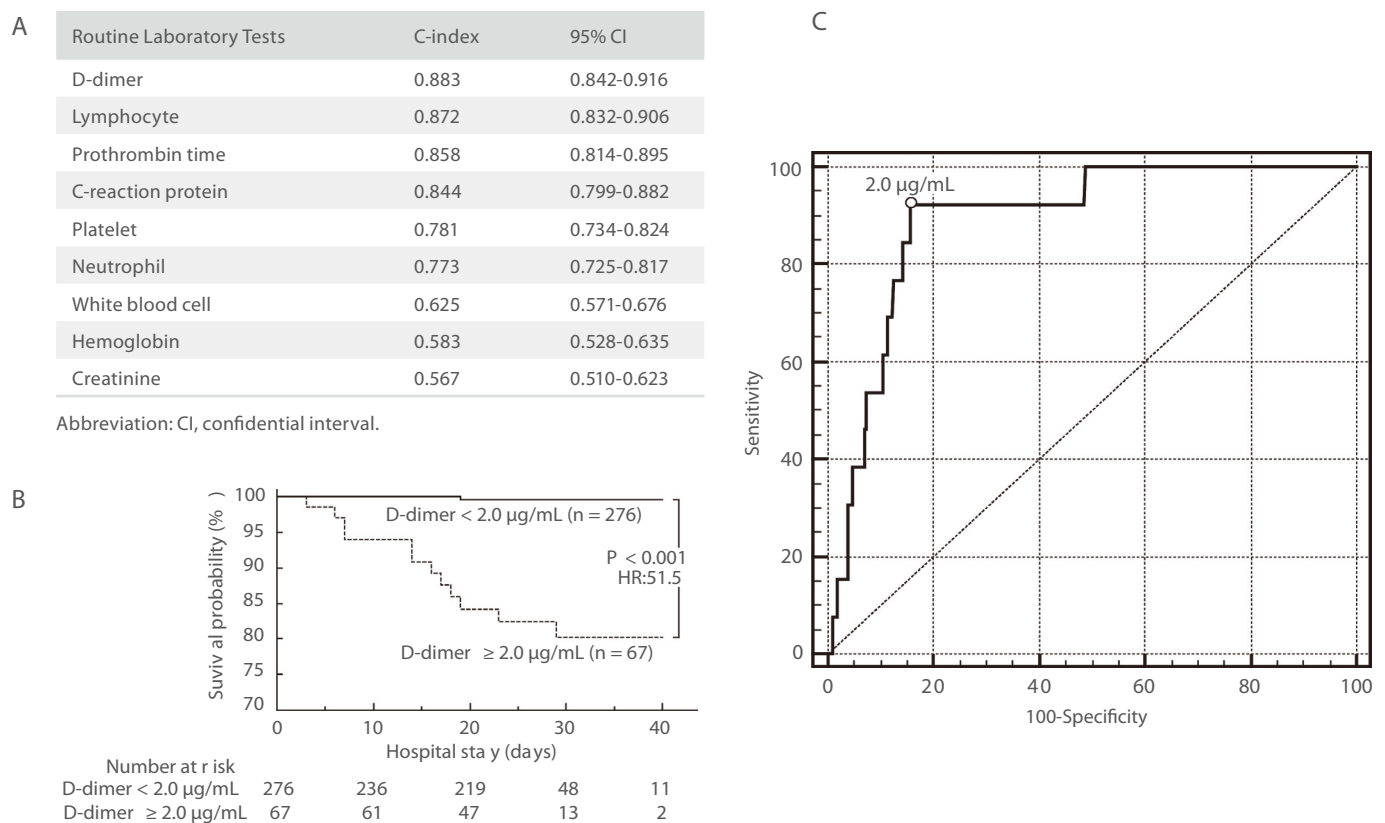 A
Routine Laboratory Tests C-index 95% CI
D-dimer 0.883 0.842-0.916
Lymphocyte 0.872 0.832-0.906
Prothrombin time 0.858 0.814-0.895
C-reaction protein 0.844 0.799-0.882
Platelet 0.781 0.734-0.824
Neutrophil 0.773 0.725-0.817
White blood cell 0.625 0.571-0.676
Hemoglobin 0.583 0.528-0.635
Creatinine 0.567 0.510-0.623
Abbreviation: CI, confidential interval.
B
Suviv al probability (% )
100
95
90
85
80
75
70
D-dimer < 2.0 µg/mL (n = 276)
P < 0.001
HR:51.5
D-dimer ≥ 2.0 µg/mL (n = 67)
0 10 20 30 40
Hospital sta y (days)
Number at r isk
D-dimer < 2.0 µg/mL 276 236 219 48 11
D-dimer ≥ 2.0 µg/mL 67 61 47 13 2
C
Sensitivity
100
80
60
40
20
0
2.0 µg/mL
0 20 40 60 80 100
100-Specificity